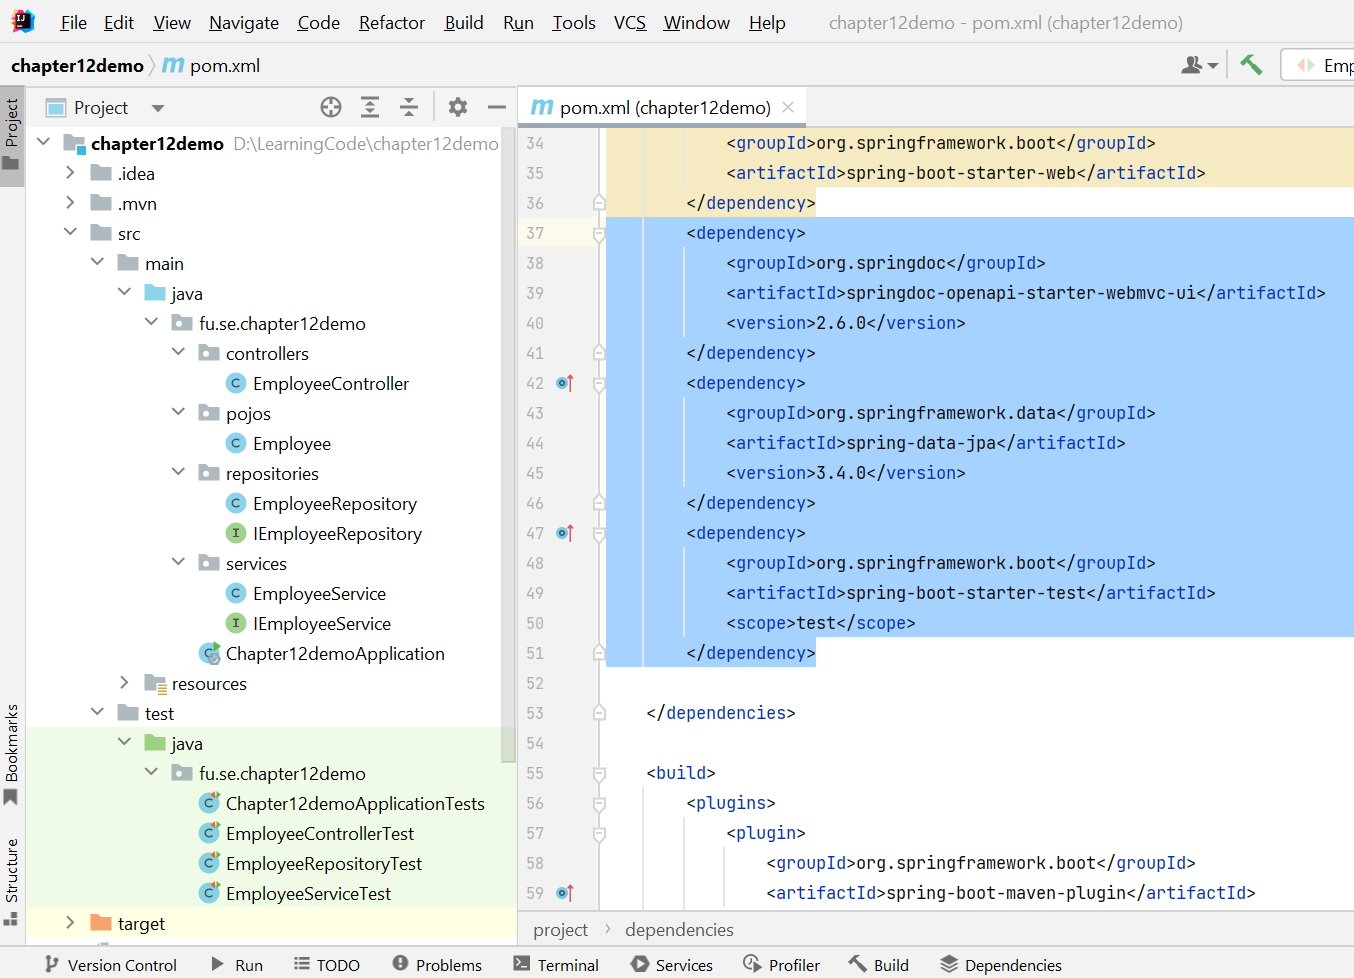 File Edit View Navigate Code Refactor Build Run Tools VCS Window Help chapter12demo - pom.xml (chapter12demo)
chapter12demo m pom.xml Emp
Project
Project
chapter12demo D:\LearningCode\chapter12demo
.idea
.mvn
src
main
java
fu.se.chapter12demo
controllers
C EmployeeController
pojos
C Employee
repositories
C EmployeeRepository
I IEmployeeRepository
services
C EmployeeService
I IEmployeeService
Chapter12demoApplication
resources
test
java
fu.se.chapter12demo
C Chapter12demoApplicationTests
C EmployeeControllerTest
C EmployeeRepositoryTest
C EmployeeServiceTest
target
Bookmarks
Structure
m pom.xml (chapter12demo)
34 <groupId>org.springframework.boot</groupId>
35 <artifactId>spring-boot-starter-web</artifactId>
36 </dependency>
37 <dependency>
38 <groupId>org.springdoc</groupId>
39 <artifactId>springdoc-openapi-starter-webmvc-ui</artifactId>
40 <version>2.6.0</version>
41 </dependency>
42 <dependency>
43 <groupId>org.springframework.data</groupId>
44 <artifactId>spring-data-jpa</artifactId>
45 <version>3.4.0</version>
46 </dependency>
47 <dependency>
48 <groupId>org.springframework.boot</groupId>
49 <artifactId>spring-boot-starter-test</artifactId>
50 <scope>test</scope>
51 </dependency>
52
53 </dependencies>
54
55 <build>
56 <plugins>
57 <plugin>
58 <groupId>org.springframework.boot</groupId>
59 <artifactId>spring-boot-maven-plugin</artifactId>
project dependencies
Version Control Run TODO Problems Terminal Services Profiler Build Dependencies